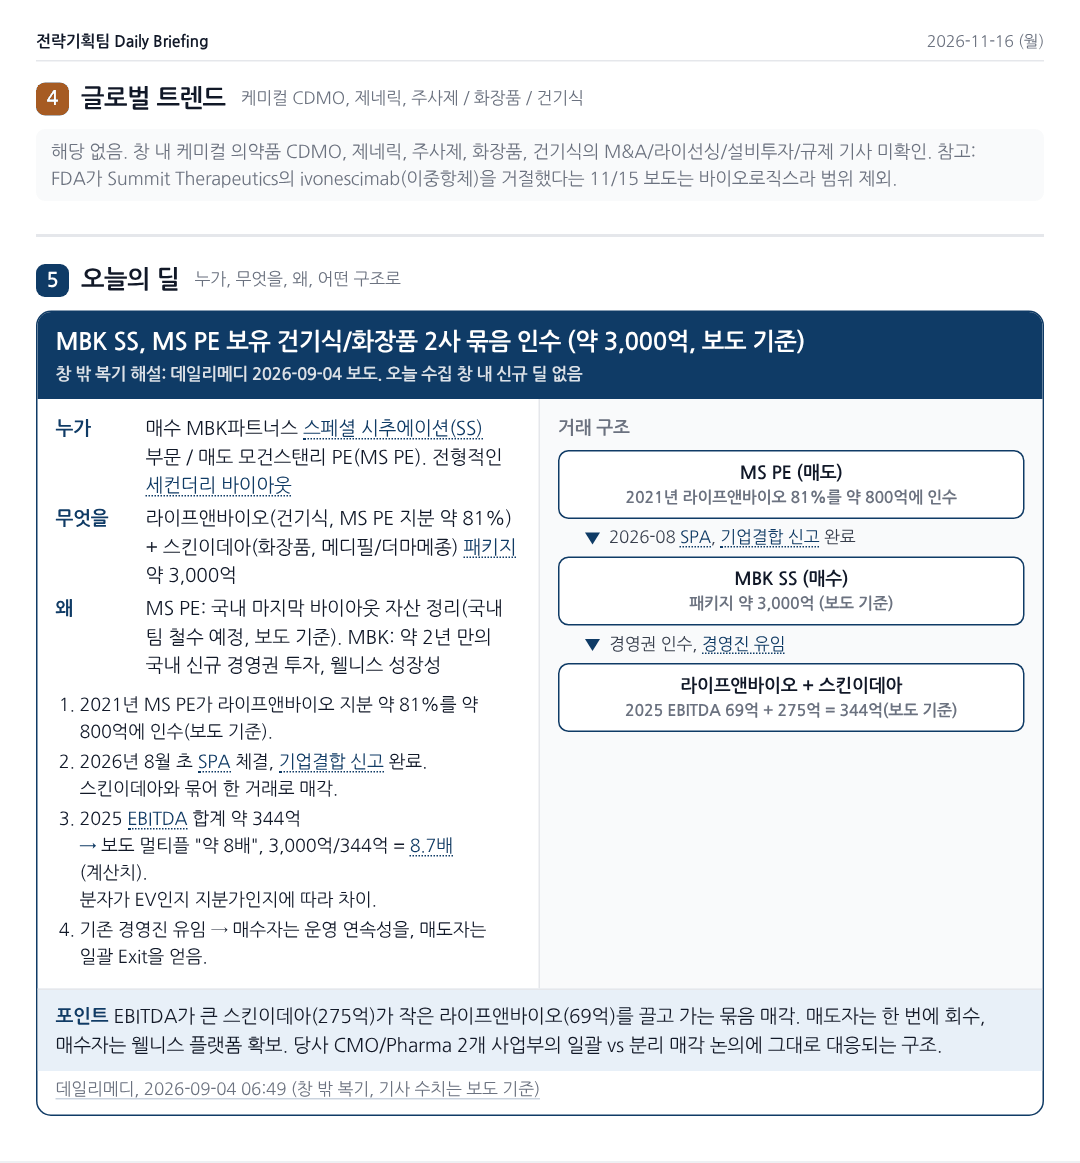 전략기획팀 Daily Briefing
2026-11-16 (월)
4 글로벌 트렌드 케미컬 CDMO, 제네릭, 주사제 / 화장품 / 건기식
해당 없음. 창 내 케미컬 의약품 CDMO, 제네릭, 주사제, 화장품, 건기식의 M&A/라이선싱/설비투자/규제 기사 미확인. 참고:
FDA가 Summit Therapeutics의 ivonescimab(이중항체)을 거절했다는 11/15 보도는 바이오로직스라 범위 제외.
5 오늘의 딜 누가, 무엇을, 왜, 어떤 구조로
MBK SS, MS PE 보유 건기식/화장품 2사 묶음 인수 (약 3,000억, 보도 기준)
창 밖 복기 해설: 데일리메디 2026-09-04 보도. 오늘 수집 창 내 신규 딜 없음
누가 매수 MBK파트너스 스페셜 시추에이션(SS)
부문 / 매도 모건스탠리 PE(MS PE). 전형적인
세컨더리 바이아웃
무엇을 라이프앤바이오(건기식, MS PE 지분 약 81%)
+ 스킨이데아(화장품, 메디필/더마메종) 패키지
약 3,000억
왜 MS PE: 국내 마지막 바이아웃 자산 정리(국내
팀 철수 예정, 보도 기준). MBK: 약 2년 만의
국내 신규 경영권 투자, 웰니스 성장성
1. 2021년 MS PE가 라이프앤바이오 지분 약 81%를 약
800억에 인수(보도 기준).
2. 2026년 8월 초 SPA 체결, 기업결합 신고 완료.
스킨이데아와 묶어 한 거래로 매각.
3. 2025 EBITDA 합계 약 344억
→ 보도 멀티플 "약 8배", 3,000억/344억 = 8.7배
(계산치).
분자가 EV인지 지분가인지에 따라 차이.
4. 기존 경영진 유임 → 매수자는 운영 연속성을, 매도자는
일괄 Exit을 얻음.
거래 구조
MS PE (매도)
2021년 라이프앤바이오 81%를 약 800억에 인수
▼ 2026-08 SPA, 기업결합 신고 완료
MBK SS (매수)
패키지 약 3,000억 (보도 기준)
▼ 경영권 인수, 경영진 유임
라이프앤바이오 + 스킨이데아
2025 EBITDA 69억 + 275억 = 344억(보도 기준)
포인트 EBITDA가 큰 스킨이데아(275억)가 작은 라이프앤바이오(69억)를 끌고 가는 묶음 매각. 매도자는 한 번에 회수,
매수자는 웰니스 플랫폼 확보. 당사 CMO/Pharma 2개 사업부의 일괄 vs 분리 매각 논의에 그대로 대응되는 구조.
데일리메디, 2026-09-04 06:49 (창 밖 복기, 기사 수치는 보도 기준)